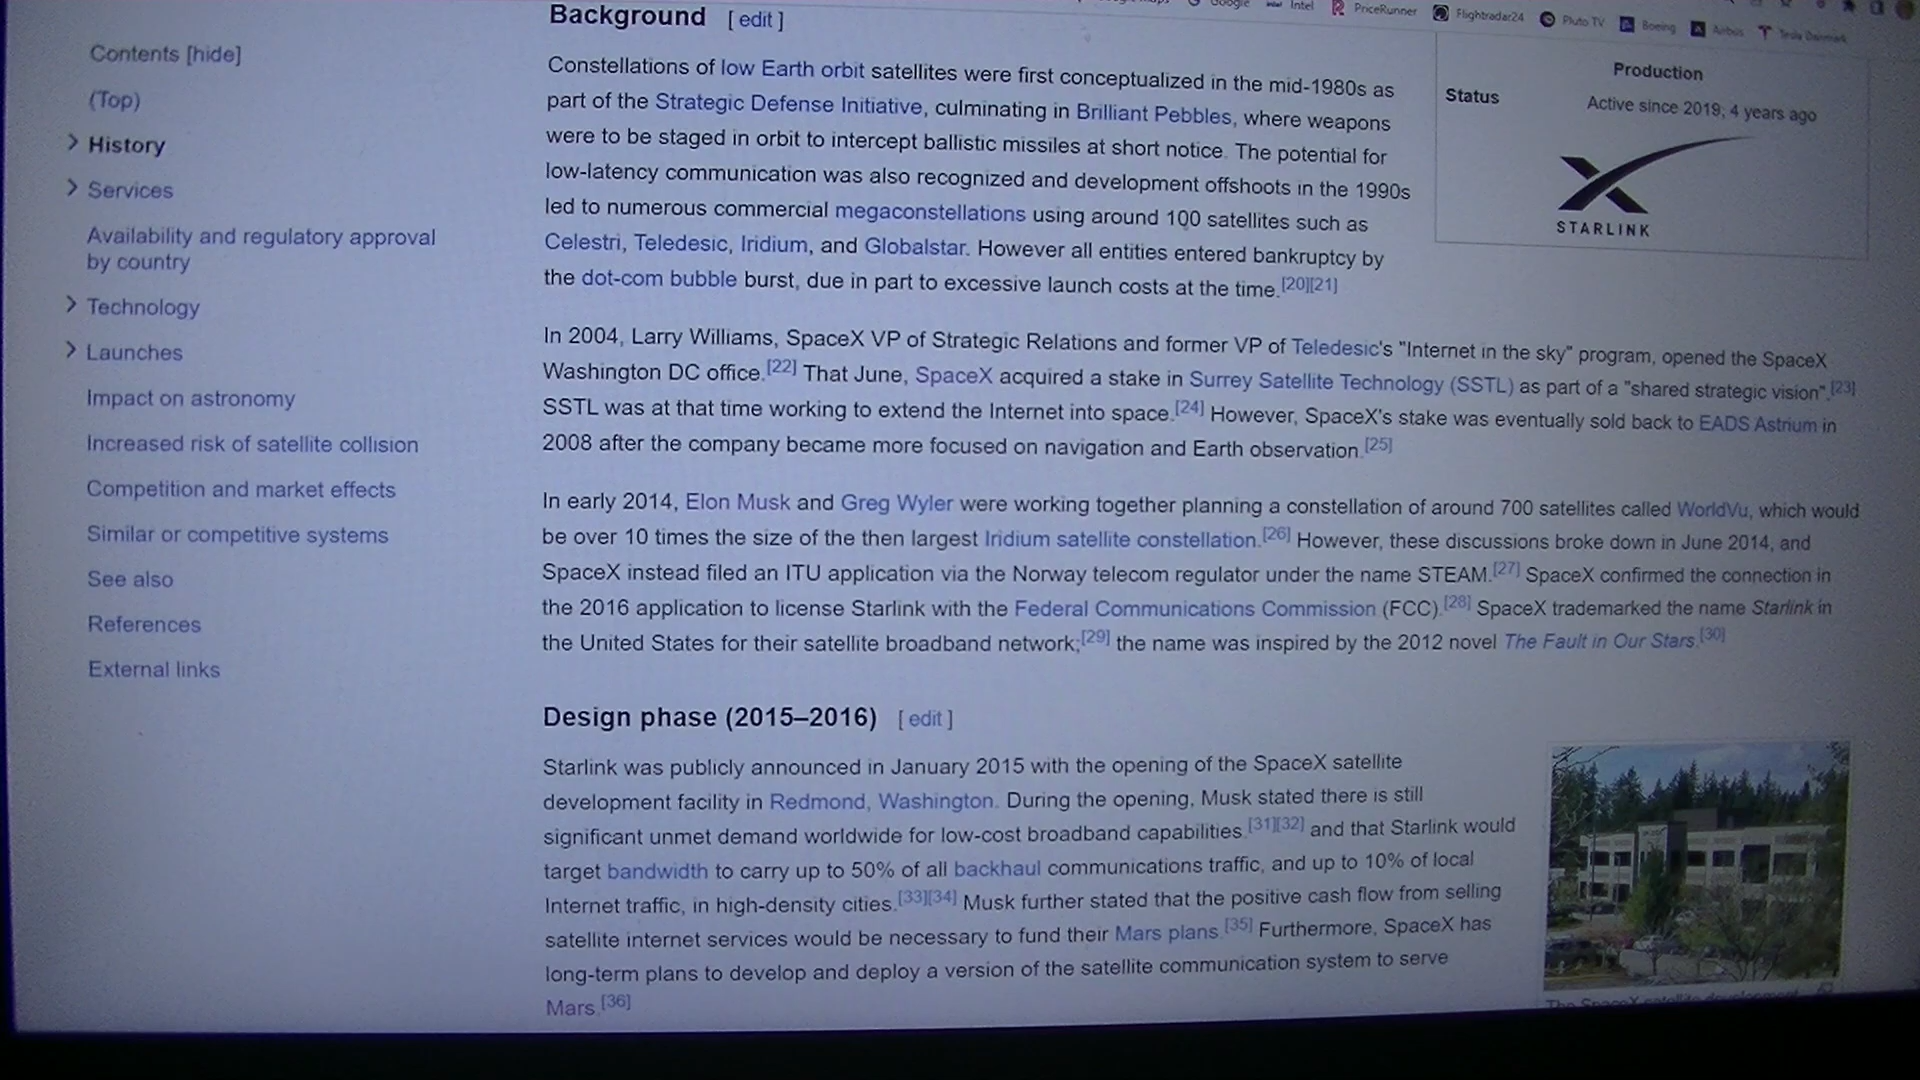 Google
Intel
PriceRunner
Flightradar24
Pluto TV
Boeing
Airbus
Tesla Danmark
Contents [hide]
(Top)
History
Services
Availability and regulatory approval
by country
Technology
Launches
Impact on astronomy
Increased risk of satellite collision
Competition and market effects
Similar or competitive systems
See also
References
External links
Background [ edit ]
Constellations of low Earth orbit satellites were first conceptualized in the mid-1980s as
part of the Strategic Defense Initiative, culminating in Brilliant Pebbles, where weapons
were to be staged in orbit to intercept ballistic missiles at short notice. The potential for
low-latency communication was also recognized and development offshoots in the 1990s
led to numerous commercial megaconstellations using around 100 satellites such as
Celestri, Teledesic, Iridium, and Globalstar. However all entities entered bankruptcy by
the dot-com bubble burst, due in part to excessive launch costs at the time.[20][21]
Production
Status Active since 2019, 4 years ago
STARLINK
In 2004, Larry Williams, SpaceX VP of Strategic Relations and former VP of Teledesic's "Internet in the sky" program, opened the SpaceX
Washington DC office.[22] That June, SpaceX acquired a stake in Surrey Satellite Technology (SSTL) as part of a "shared strategic vision".[23]
SSTL was at that time working to extend the Internet into space.[24] However, SpaceX's stake was eventually sold back to EADS Astrium in
2008 after the company became more focused on navigation and Earth observation.[25]
In early 2014, Elon Musk and Greg Wyler were working together planning a constellation of around 700 satellites called WorldVu, which would
be over 10 times the size of the then largest Iridium satellite constellation.[26] However, these discussions broke down in June 2014, and
SpaceX instead filed an ITU application via the Norway telecom regulator under the name STEAM.[27] SpaceX confirmed the connection in
the 2016 application to license Starlink with the Federal Communications Commission (FCC).[28] SpaceX trademarked the name Starlink in
the United States for their satellite broadband network;[29] the name was inspired by the 2012 novel The Fault in Our Stars.[30]
Design phase (2015–2016) [ edit ]
Starlink was publicly announced in January 2015 with the opening of the SpaceX satellite
development facility in Redmond, Washington. During the opening, Musk stated there is still
significant unmet demand worldwide for low-cost broadband capabilities.[31][32] and that Starlink would
target bandwidth to carry up to 50% of all backhaul communications traffic, and up to 10% of local
Internet traffic, in high-density cities.[33][34] Musk further stated that the positive cash flow from selling
satellite internet services would be necessary to fund their Mars plans.[35] Furthermore, SpaceX has
long-term plans to develop and deploy a version of the satellite communication system to serve
Mars.[36]
The SpaceX satellite development